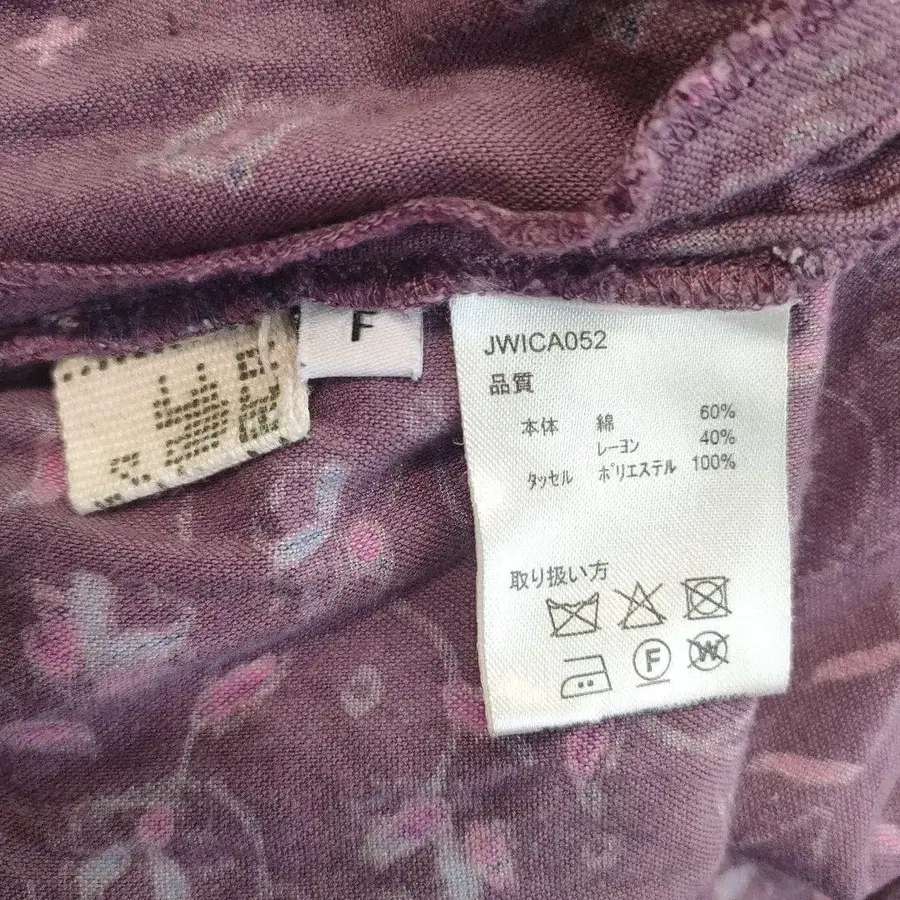 F
JWICA052
品質
本体 綿 60%
レーヨン 40%
タッセル ポリエステル 100%
取り扱い方
F
W